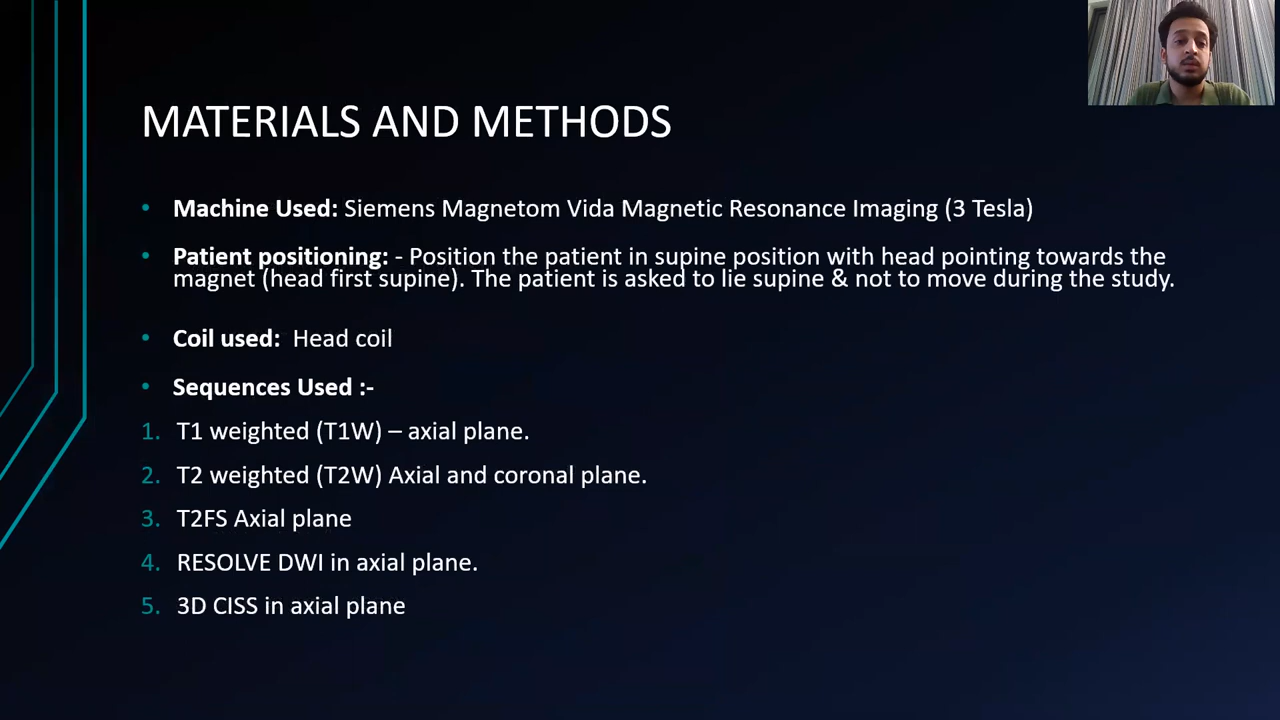 MATERIALS AND METHODS
• Machine Used: Siemens Magnetom Vida Magnetic Resonance Imaging (3 Tesla)
• Patient positioning: - Position the patient in supine position with head pointing towards the
magnet (head first supine). The patient is asked to lie supine & not to move during the study.
• Coil used: Head coil
• Sequences Used :-
1. T1 weighted (T1W) – axial plane.
2. T2 weighted (T2W) Axial and coronal plane.
3. T2FS Axial plane
4. RESOLVE DWI in axial plane.
5. 3D CISS in axial plane